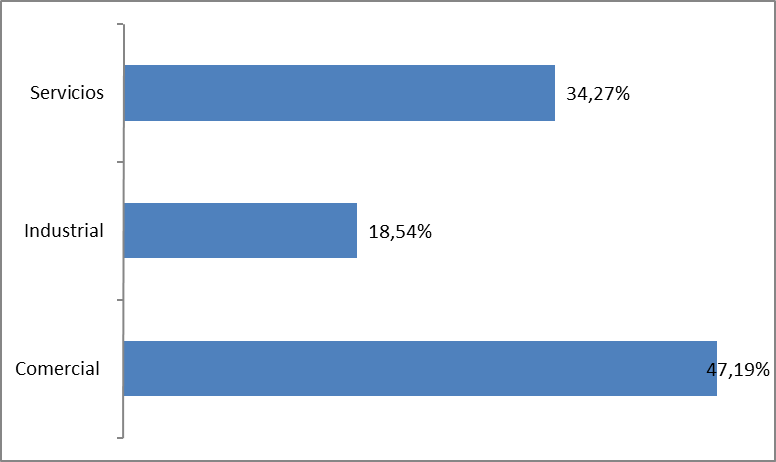 Servicios 34,27%
Industrial 18,54%
Comercial 47,19%